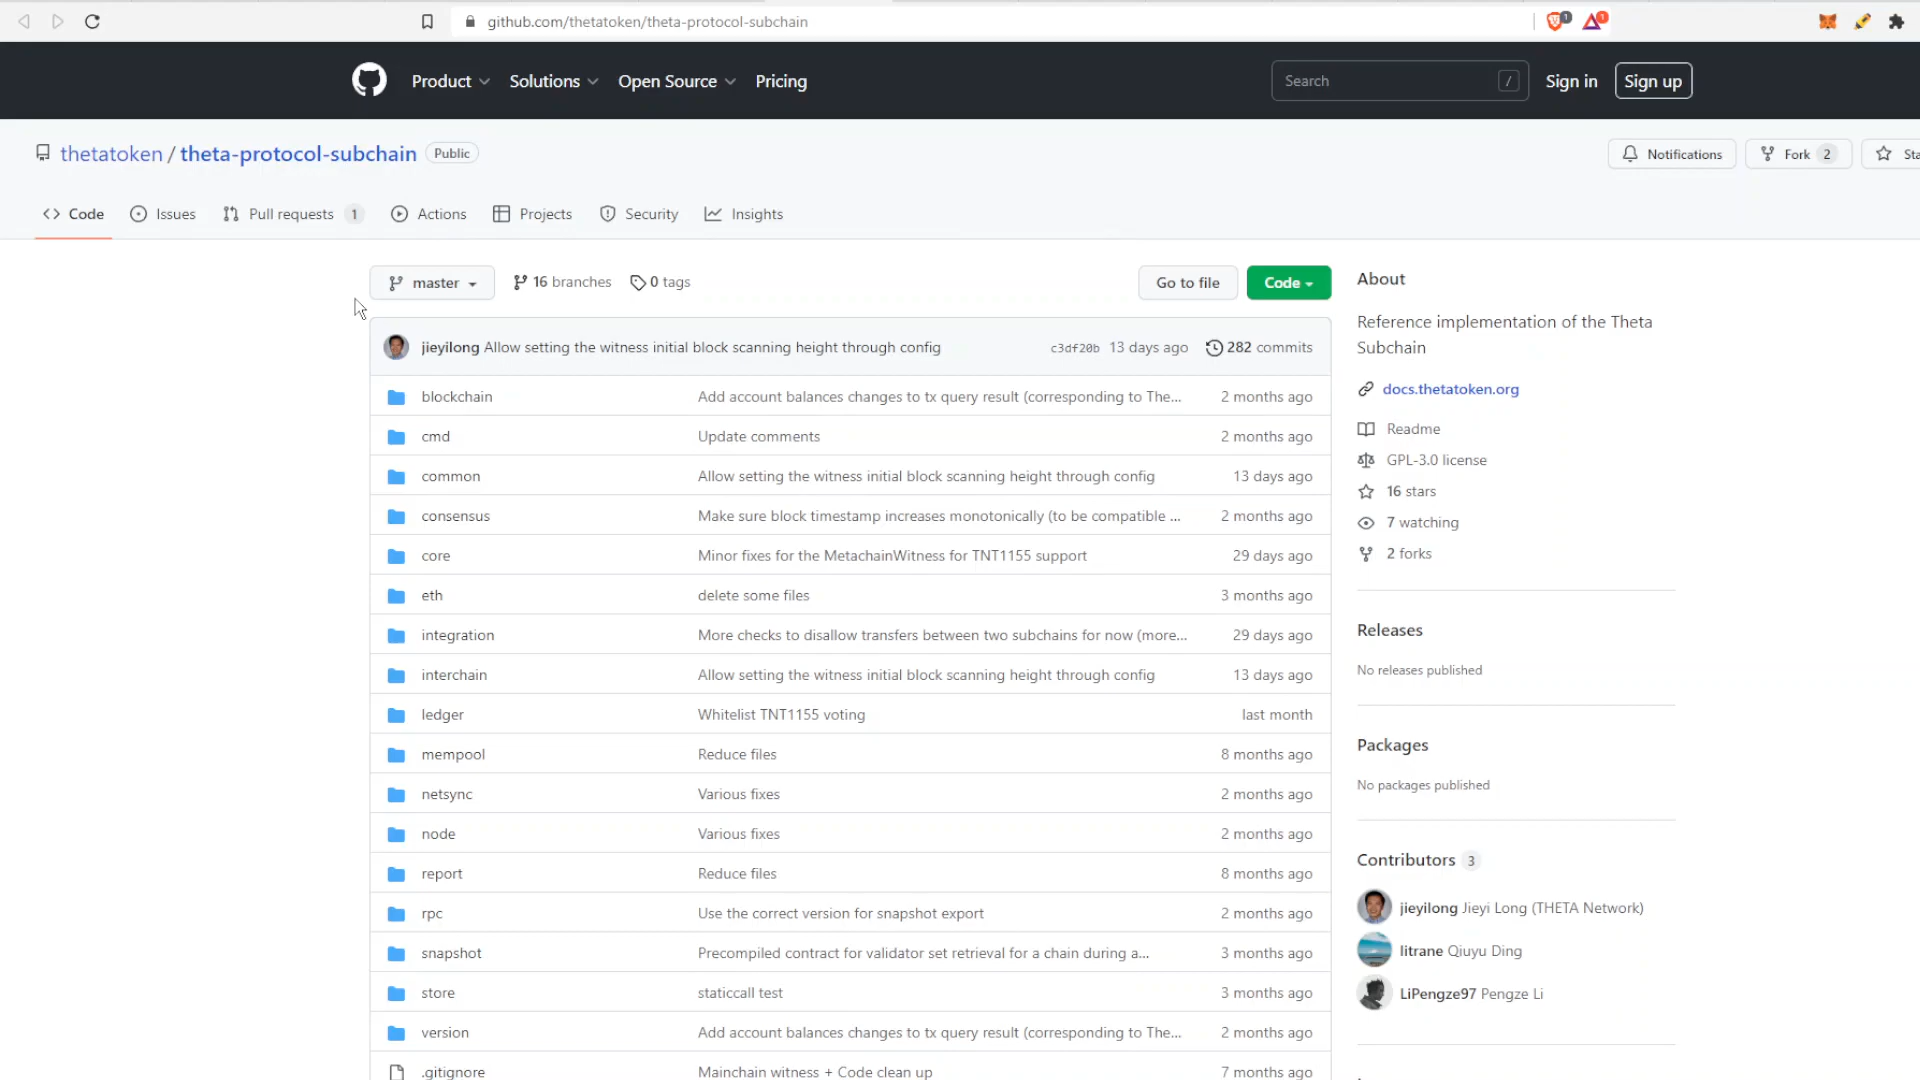 github.com/thetatoken/theta-protocol-subchain
1
1
Product
Solutions
Open Source
Pricing
Search
/
Sign in
Sign up
thetatoken / theta-protocol-subchain
Public
Notifications
Fork 2
Sta
Code
Issues
Pull requests 1
Actions
Projects
Security
Insights
master
16 branches
0 tags
Go to file
Code
About
Reference implementation of the Theta
Subchain
docs.thetatoken.org
Readme
GPL-3.0 license
16 stars
7 watching
2 forks
Releases
No releases published
Packages
No packages published
Contributors 3
jieyilong Jieyi Long (THETA Network)
litrane Qiuyu Ding
LiPengze97 Pengze Li
jieyilong Allow setting the witness initial block scanning height through config c3df20b 13 days ago 282 commits
blockchain Add account balances changes to tx query result (corresponding to The... 2 months ago
cmd Update comments 2 months ago
common Allow setting the witness initial block scanning height through config 13 days ago
consensus Make sure block timestamp increases monotonically (to be compatible ... 2 months ago
core Minor fixes for the MetachainWitness for TNT1155 support 29 days ago
eth delete some files 3 months ago
integration More checks to disallow transfers between two subchains for now (more... 29 days ago
interchain Allow setting the witness initial block scanning height through config 13 days ago
ledger Whitelist TNT1155 voting last month
mempool Reduce files 8 months ago
netsync Various fixes 2 months ago
node Various fixes 2 months ago
report Reduce files 8 months ago
rpc Use the correct version for snapshot export 2 months ago
snapshot Precompiled contract for validator set retrieval for a chain during a... 3 months ago
store staticcall test 3 months ago
version Add account balances changes to tx query result (corresponding to The... 2 months ago
.gitignore Mainchain witness + Code clean up 7 months ago